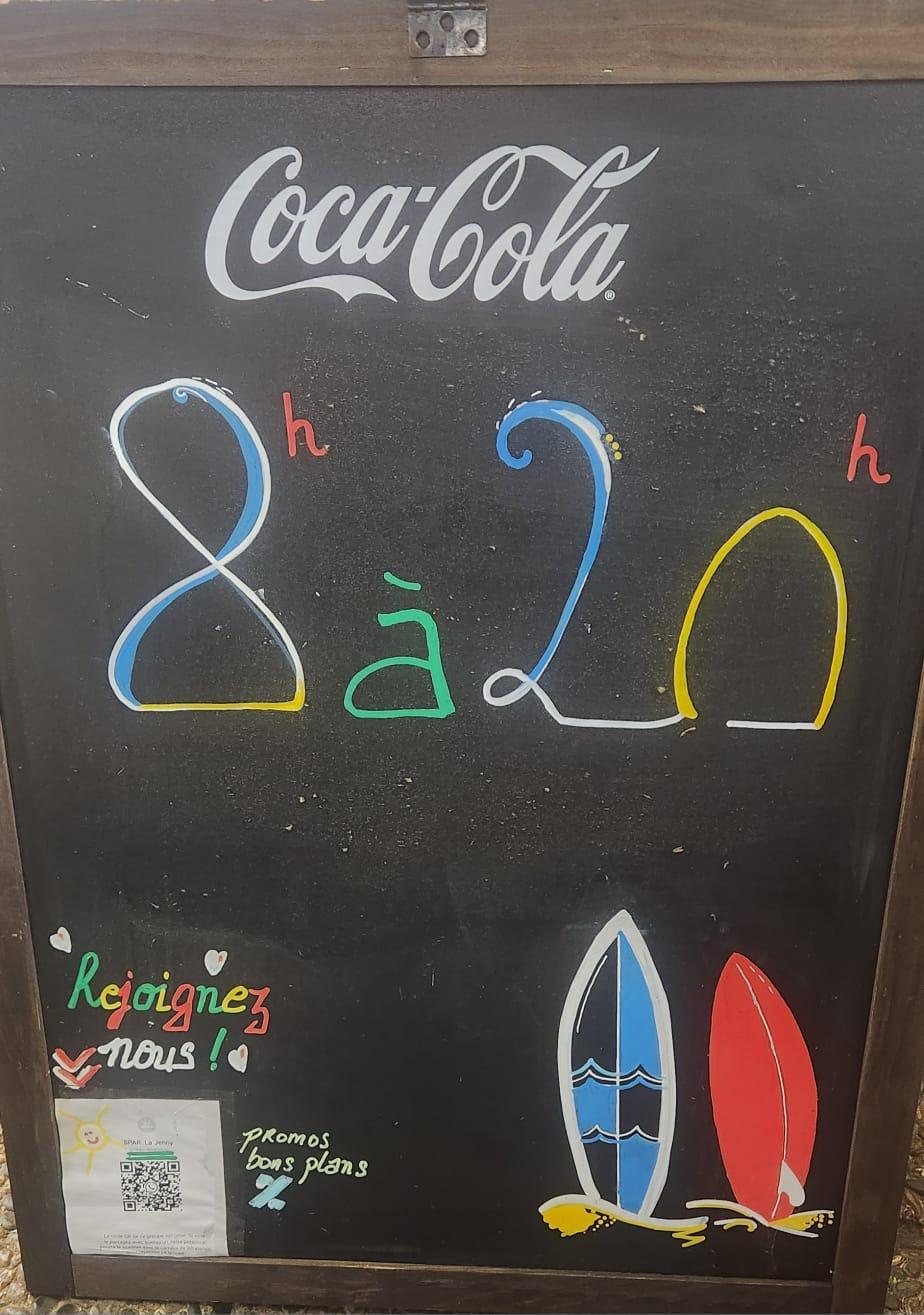 Coca-Cola®
8h à 20h
Rejoignez
nous !
SPAR La Jenny
promos
bons plans
%